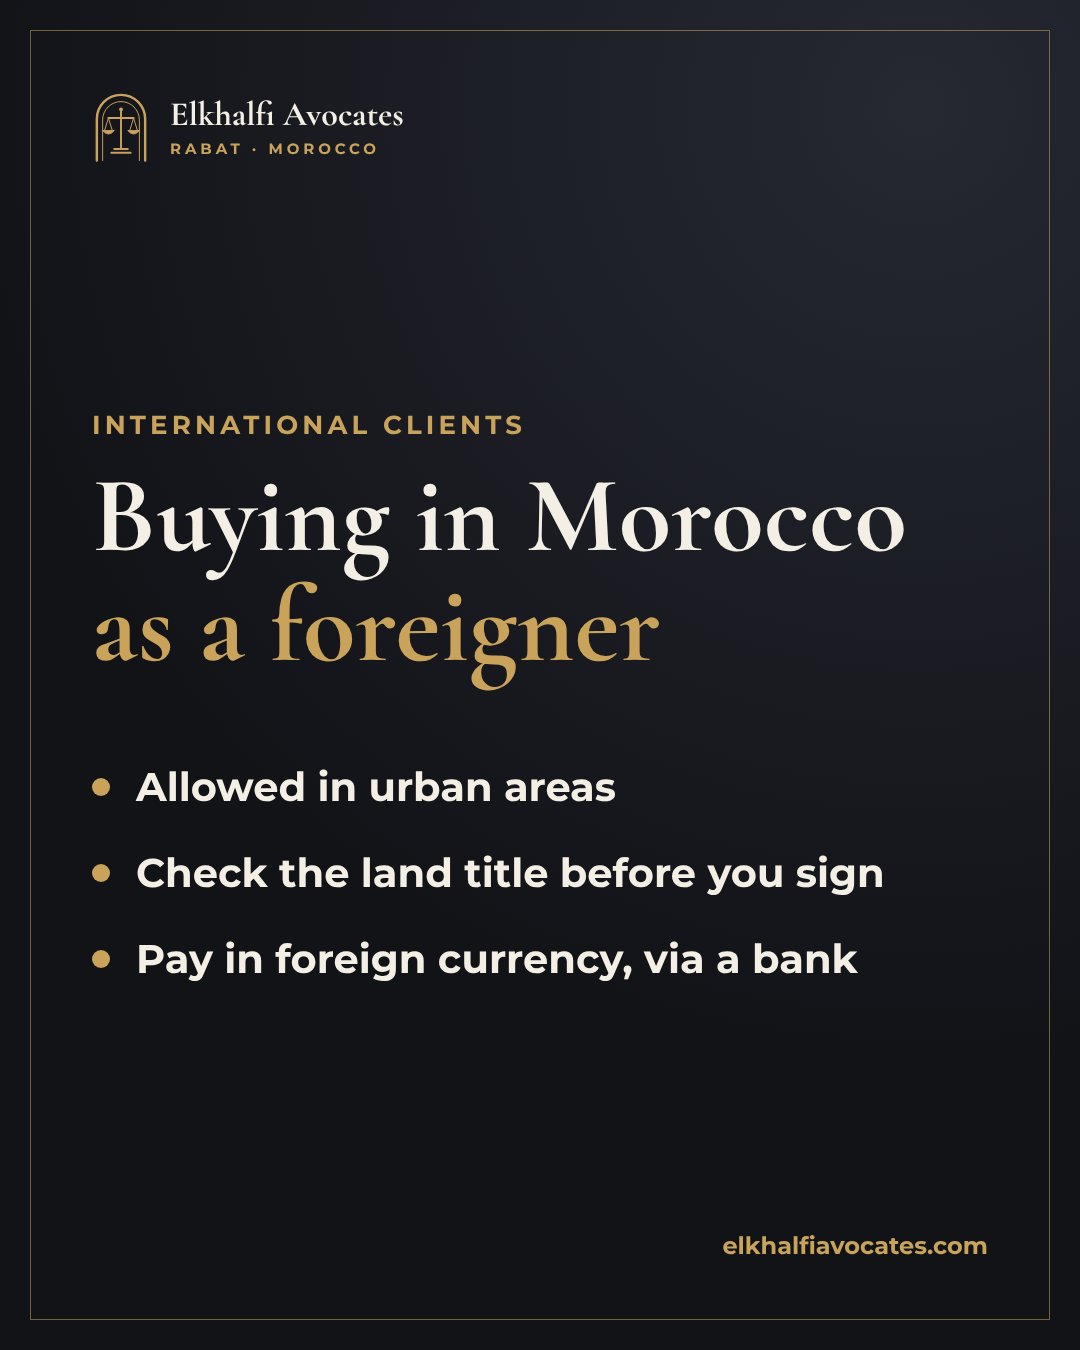 Elkhalfi Avocates
RABAT · MOROCCO
INTERNATIONAL CLIENTS
Buying in Morocco
as a foreigner
Allowed in urban areas
Check the land title before you sign
Pay in foreign currency, via a bank
elkhalfiavocates.com